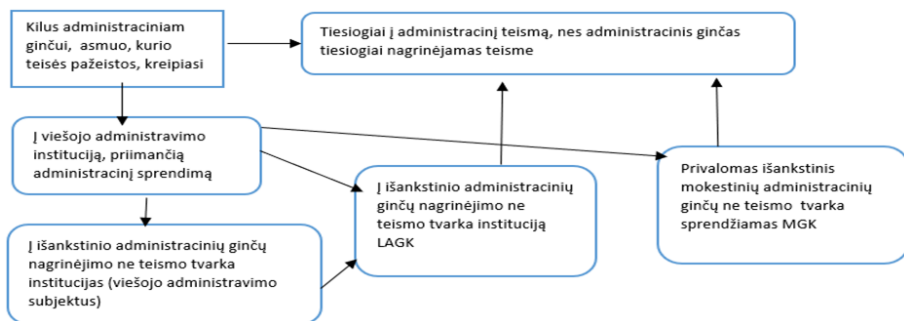 Kilus administraciniam
ginčui, asmuo, kurio
teisės pažeistos, kreipiasi
Tiesiogiai į administracinį teismą, nes administracinis ginčas
tiesiogiai nagrinėjamas teisme
Į viešojo administravimo
instituciją, priimančią
administracinį sprendimą
Į išankstinio administracinių
ginčų nagrinėjimo ne
teismo tvarka instituciją
LAGK
Privalomas išankstinis
mokestinių administracinių
ginčų ne teismo tvarka
sprendžiamas MGK
Į išankstinio administracinių ginčų
nagrinėjimo ne teismo tvarka
institucijas (viešojo administravimo
subjektus)